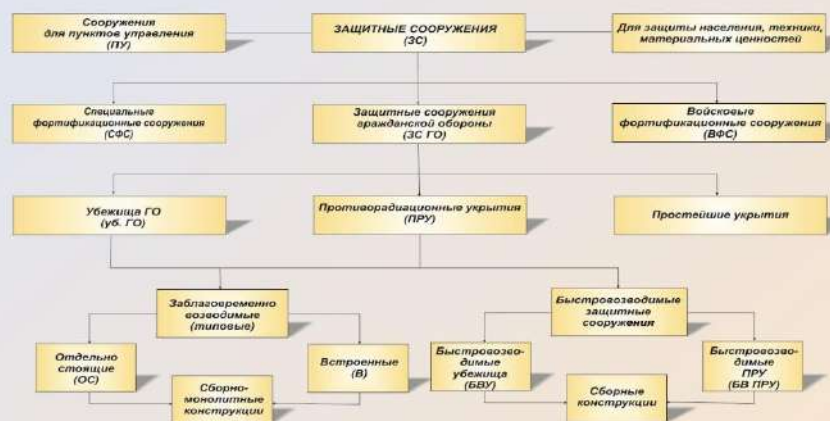 Сооружения
для пунктов управления
(ПУ)
ЗАЩИТНЫЕ СООРУЖЕНИЯ
(ЗС)
Для защиты населения, техники,
материальных ценностей
Специальные
фортификационные сооружения
(СФС)
Защитные сооружения
гражданской обороны
(ЗС ГО)
Войсковые
фортификационные сооружения
(ВФС)
Убежища ГО
(уб. ГО)
Противорадиационные укрытия
(ПРУ)
Простейшие укрытия
Заблаговременно
возводимые
(типовые)
Быстровозводимые
защитные
сооружения
Отдельно
стоящие
(ОС)
Встроенные
(В)
Быстровозво-
димые
убежища
(БВУ)
Быстровозво-
димые
ПРУ
(БВ ПРУ)
Сборно-
монолитные
конструкции
Сборные
конструкции